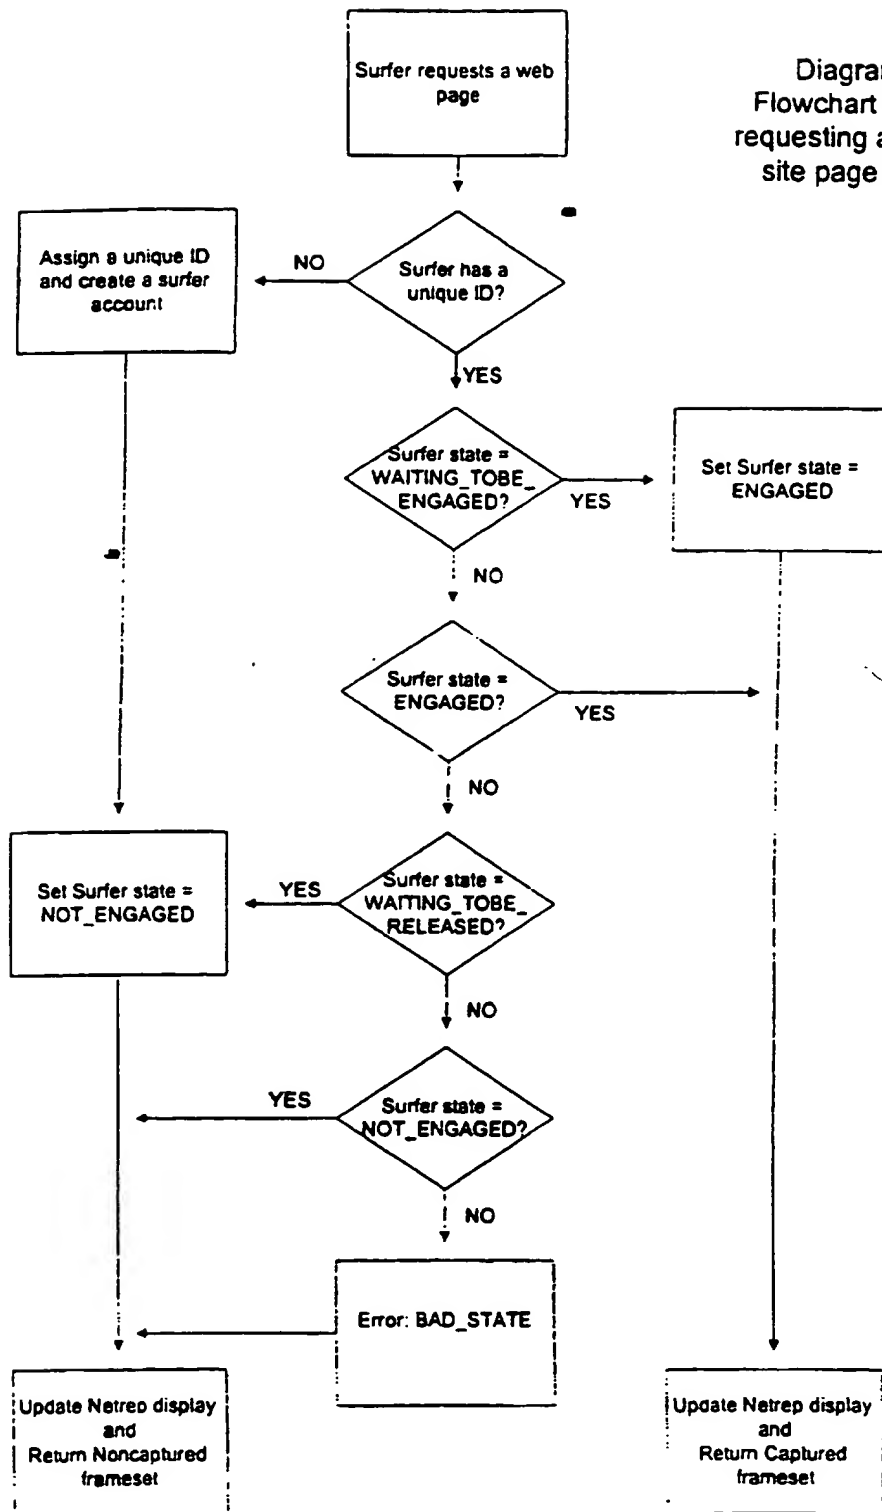 Surfer requests a web
page
Flowchart
requesting a
site page
Assign a unique ID
and create a surfer
account
NO
Surfer has a
unique ID?
YES
Surfer state =
WAITING_TOBE_
ENGAGED?
YES
Set Surfer state =
ENGAGED
NO
Surfer state =
ENGAGED?
YES
NO
Set Surfer state =
NOT_ENGAGED
YES
Surfer state =
WAITING_TOBE_
RELEASED?
NO
YES
Surfer state =
NOT_ENGAGED?
NO
Error: BAD_STATE
Update Netrep display
and
Return Noncaptured
frameset
Update Netrep display
and
Return Captured
frameset